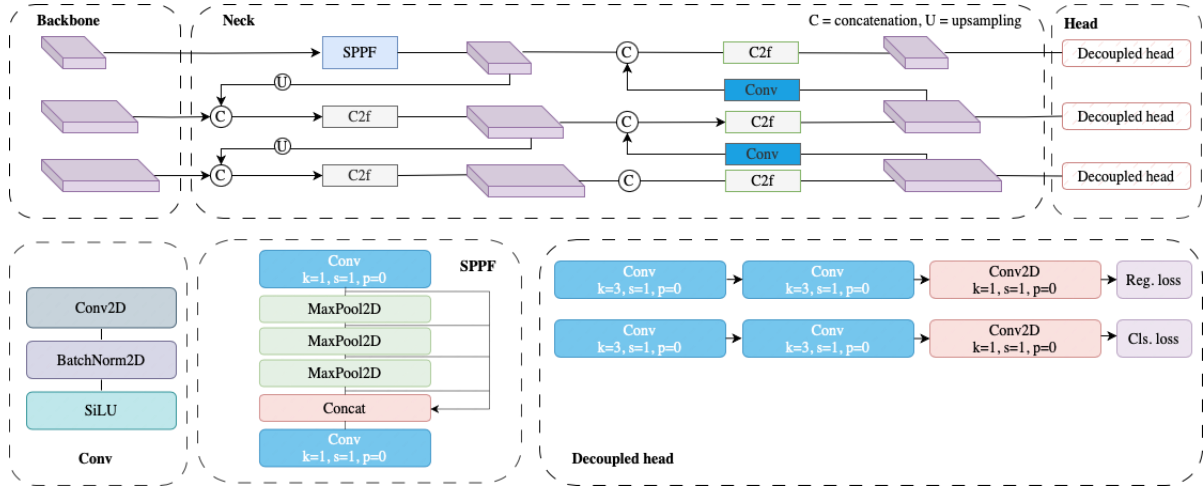 Backbone
Neck
C = concatenation, U = upsampling
Head
SPPF
C
C2f
Decoupled head
U
Conv
C
C2f
C
C2f
Decoupled head
U
Conv
C
C2f
C
C2f
Decoupled head
Conv2D
BatchNorm2D
SiLU
Conv
Conv
k=1, s=1, p=0
SPPF
MaxPool2D
MaxPool2D
MaxPool2D
Concat
Conv
k=1, s=1, p=0
Conv
k=3, s=1, p=0
Conv
k=3, s=1, p=0
Conv2D
k=1, s=1, p=0
Reg. loss
Conv
k=3, s=1, p=0
Conv
k=3, s=1, p=0
Conv2D
k=1, s=1, p=0
Cls. loss
Decoupled head